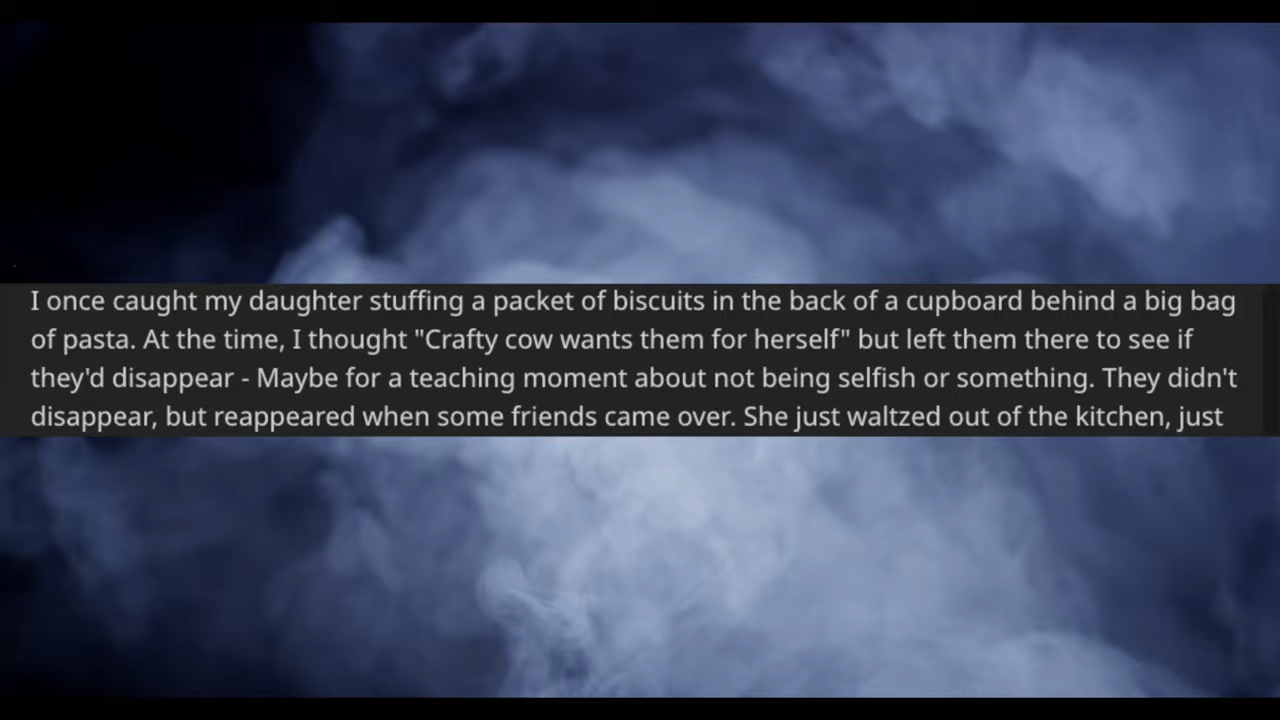 I once caught my daughter stuffing a packet of biscuits in the back of a cupboard behind a big bag
of pasta. At the time, I thought "Crafty cow wants them for herself" but left them there to see if
they'd disappear - Maybe for a teaching moment about not being selfish or something. They didn't
disappear, but reappeared when some friends came over. She just waltzed out of the kitchen, just